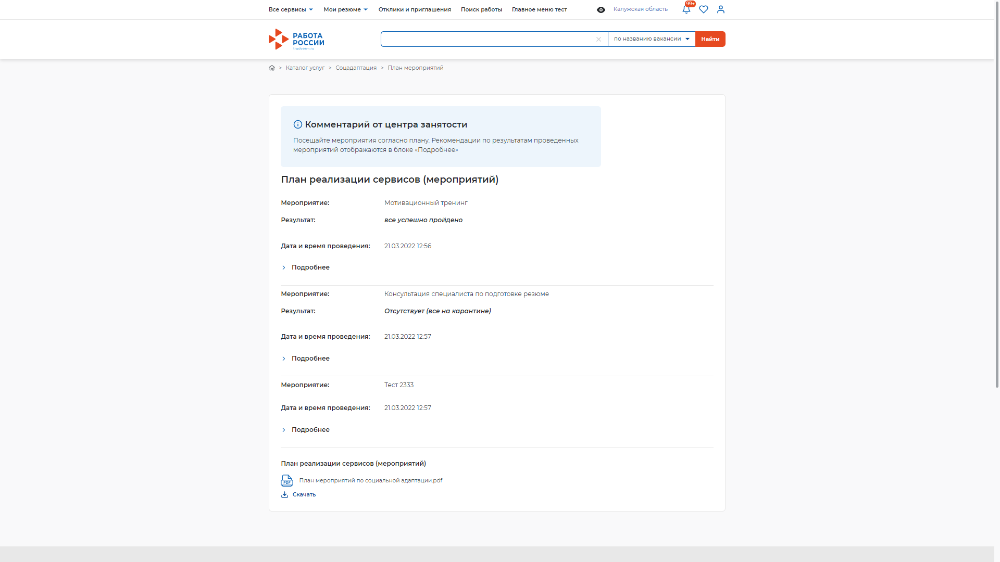 Все сервисы
Мои резюме
Отклики и приглашения
Поиск работы
Главное меню тест
Калужская область
99+
РАБОТА
РОССИИ
trudvsem.ru
по названию вакансии
Найти
> Каталог услуг > Соцадаптация > План мероприятий
Комментарий от центра занятости
Посещайте мероприятия согласно плану. Рекомендации по результатам проведенных
мероприятий отображаются в блоке «Подробнее»
План реализации сервисов (мероприятий)
Мероприятие: Мотивационный тренинг
Результат: все успешно пройдено
Дата и время проведения: 21.03.2022 12:56
Подробнее
Мероприятие: Консультация специалиста по подготовке резюме
Результат: Отсутствует (все на карантине)
Дата и время проведения: 21.03.2022 12:57
Подробнее
Мероприятие: Тест 2333
Дата и время проведения: 21.03.2022 12:57
Подробнее
План реализации сервисов (мероприятий)
PDF План мероприятий по социальной адаптации.pdf
Скачать